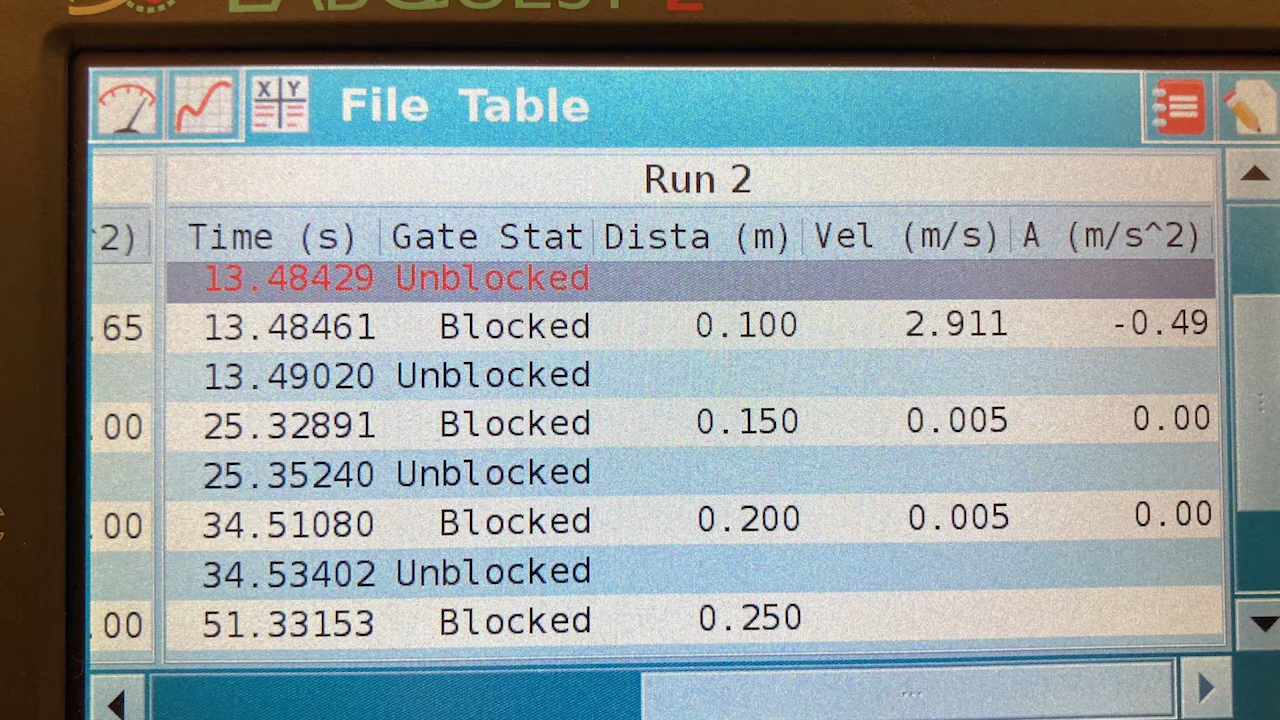 LABQUEST 2
X Y
File Table
Run 2
^2) Time (s) Gate Stat Dista (m) Vel (m/s) A (m/s^2)
13.48429 Unblocked
.65 13.48461 Blocked 0.100 2.911 -0.49
13.49020 Unblocked
.00 25.32891 Blocked 0.150 0.005 0.00
25.35240 Unblocked
.00 34.51080 Blocked 0.200 0.005 0.00
34.53402 Unblocked
.00 51.33153 Blocked 0.250